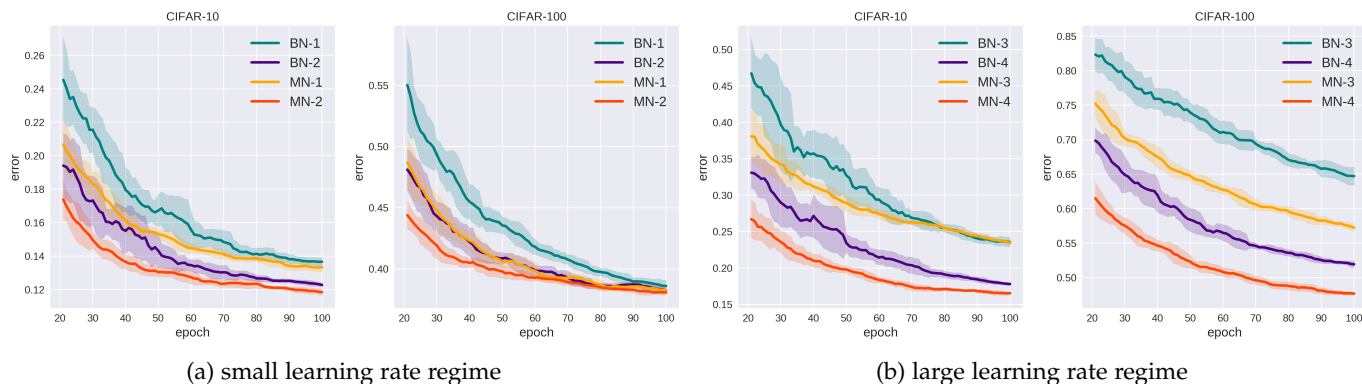 CIFAR-10
error
0.26
0.24
0.22
0.20
0.18
0.16
0.14
0.12
BN-1
BN-2
MN-1
MN-2
20 30 40 50 60 70 80 90 100
epoch
CIFAR-100
error
0.55
0.50
0.45
0.40
BN-1
BN-2
MN-1
MN-2
20 30 40 50 60 70 80 90 100
epoch
(a) small learning rate regime
CIFAR-10
error
0.50
0.45
0.40
0.35
0.30
0.25
0.20
0.15
BN-3
BN-4
MN-3
MN-4
20 30 40 50 60 70 80 90 100
epoch
CIFAR-100
error
0.85
0.80
0.75
0.70
0.65
0.60
0.55
0.50
BN-3
BN-4
MN-3
MN-4
20 30 40 50 60 70 80 90 100
epoch
(b) large learning rate regime